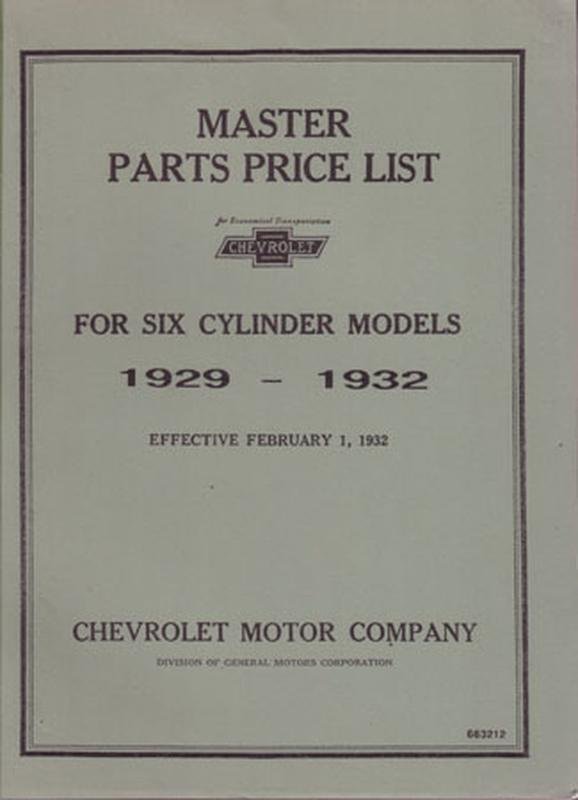 MASTER
PARTS PRICE LIST
for Economical Transportation
CHEVROLET
FOR SIX CYLINDER MODELS
1929 - 1932
EFFECTIVE FEBRUARY 1, 1932
CHEVROLET MOTOR COMPANY
DIVISION OF GENERAL MOTORS CORPORATION
663212